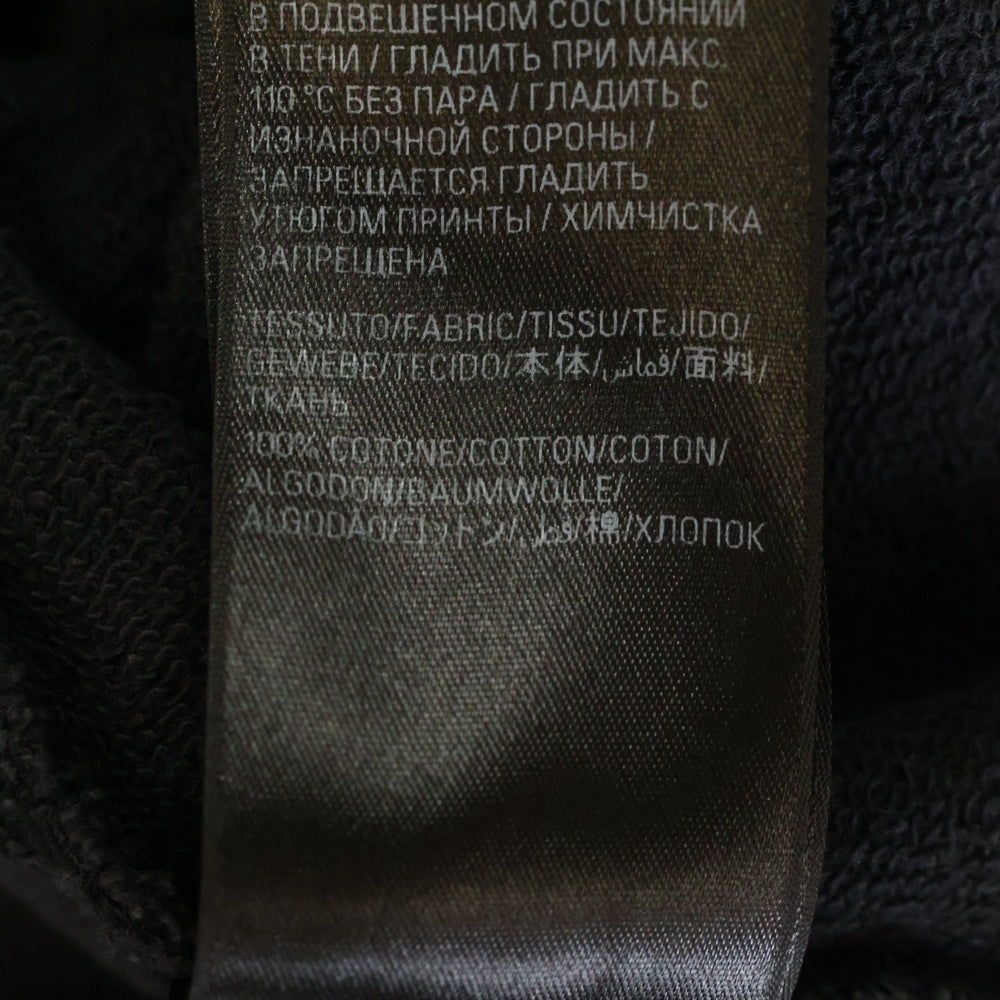 В ПОДВЕШЕННОМ СОСТОЯНИИ
В ТЕНИ / ГЛАДИТЬ ПРИ МАКС.
110 °C БЕЗ ПАРА / ГЛАДИТЬ С
ИЗНАНОЧНОЙ СТОРОНЫ /
ЗАПРЕЩАЕТСЯ ГЛАДИТЬ
УТЮГОМ ПРИНТЫ / ХИМЧИСТКА
ЗАПРЕЩЕНА
TESSUTO/FABRIC/TISSU/TEJIDO/
GEWEBE/TECIDO/本体/قماش/面料/
ТКАНЬ
100% COTONE/COTTON/COTON/
ALGODON/BAUMWOLLE/
ALGODÃO/コットン/قطن/棉/ХЛОПОК